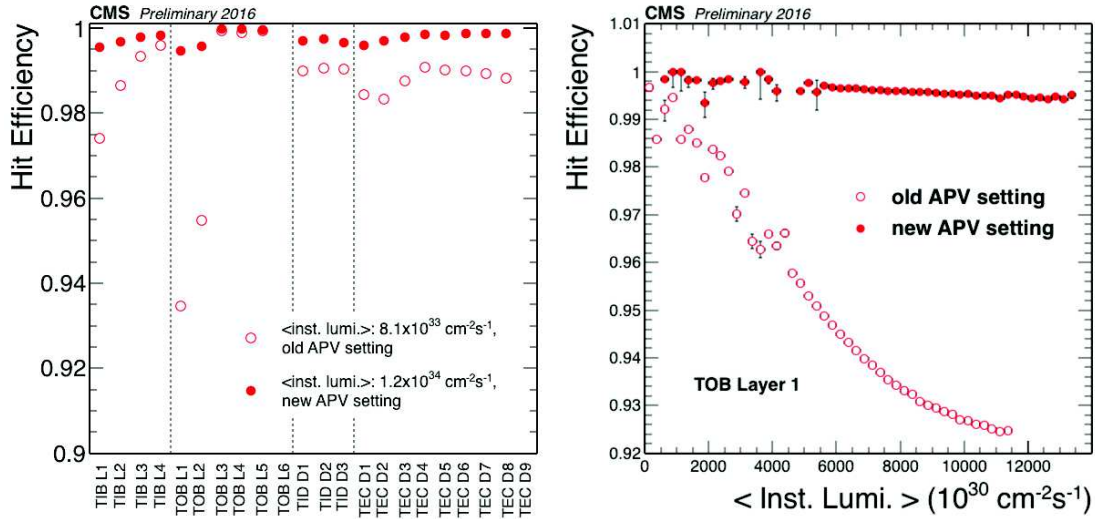 CMS Preliminary 2016
Hit Efficiency
1
0.98
0.96
0.94
0.92
0.9
<inst. lumi.>: 8.1x10³³ cm⁻²s⁻¹,
old APV setting
<inst. lumi.>: 1.2x10³⁴ cm⁻²s⁻¹,
new APV setting
TIB L1
TIB L2
TIB L3
TIB L4
TOB L1
TOB L2
TOB L3
TOB L4
TOB L5
TOB L6
TID D1
TID D2
TID D3
TEC D1
TEC D2
TEC D3
TEC D4
TEC D5
TEC D6
TEC D7
TEC D8
TEC D9
CMS Preliminary 2016
Hit Efficiency
1.01
1
0.99
0.98
0.97
0.96
0.95
0.94
0.93
0.92
old APV setting
new APV setting
TOB Layer 1
0 2000 4000 6000 8000 10000 12000
< Inst. Lumi. > (10³⁰ cm⁻²s⁻¹)